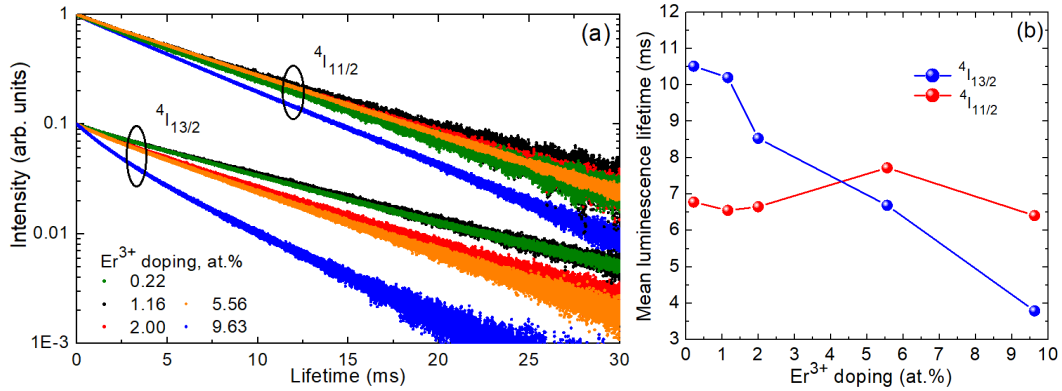 (a)
⁴I₁₁/₂
⁴I₁₃/₂
Intensity (arb. units)
1
0.1
0.01
1E-3
Er³⁺ doping, at.%
0.22
1.16 5.56
2.00 9.63
0 5 10 15 20 25 30
Lifetime (ms)
(b)
⁴I₁₃/₂
⁴I₁₁/₂
Mean luminescence lifetime (ms)
12
11
10
9
8
7
6
5
4
3
0 1 2 3 4 5 6 7 8 9 10
Er³⁺ doping (at.%)